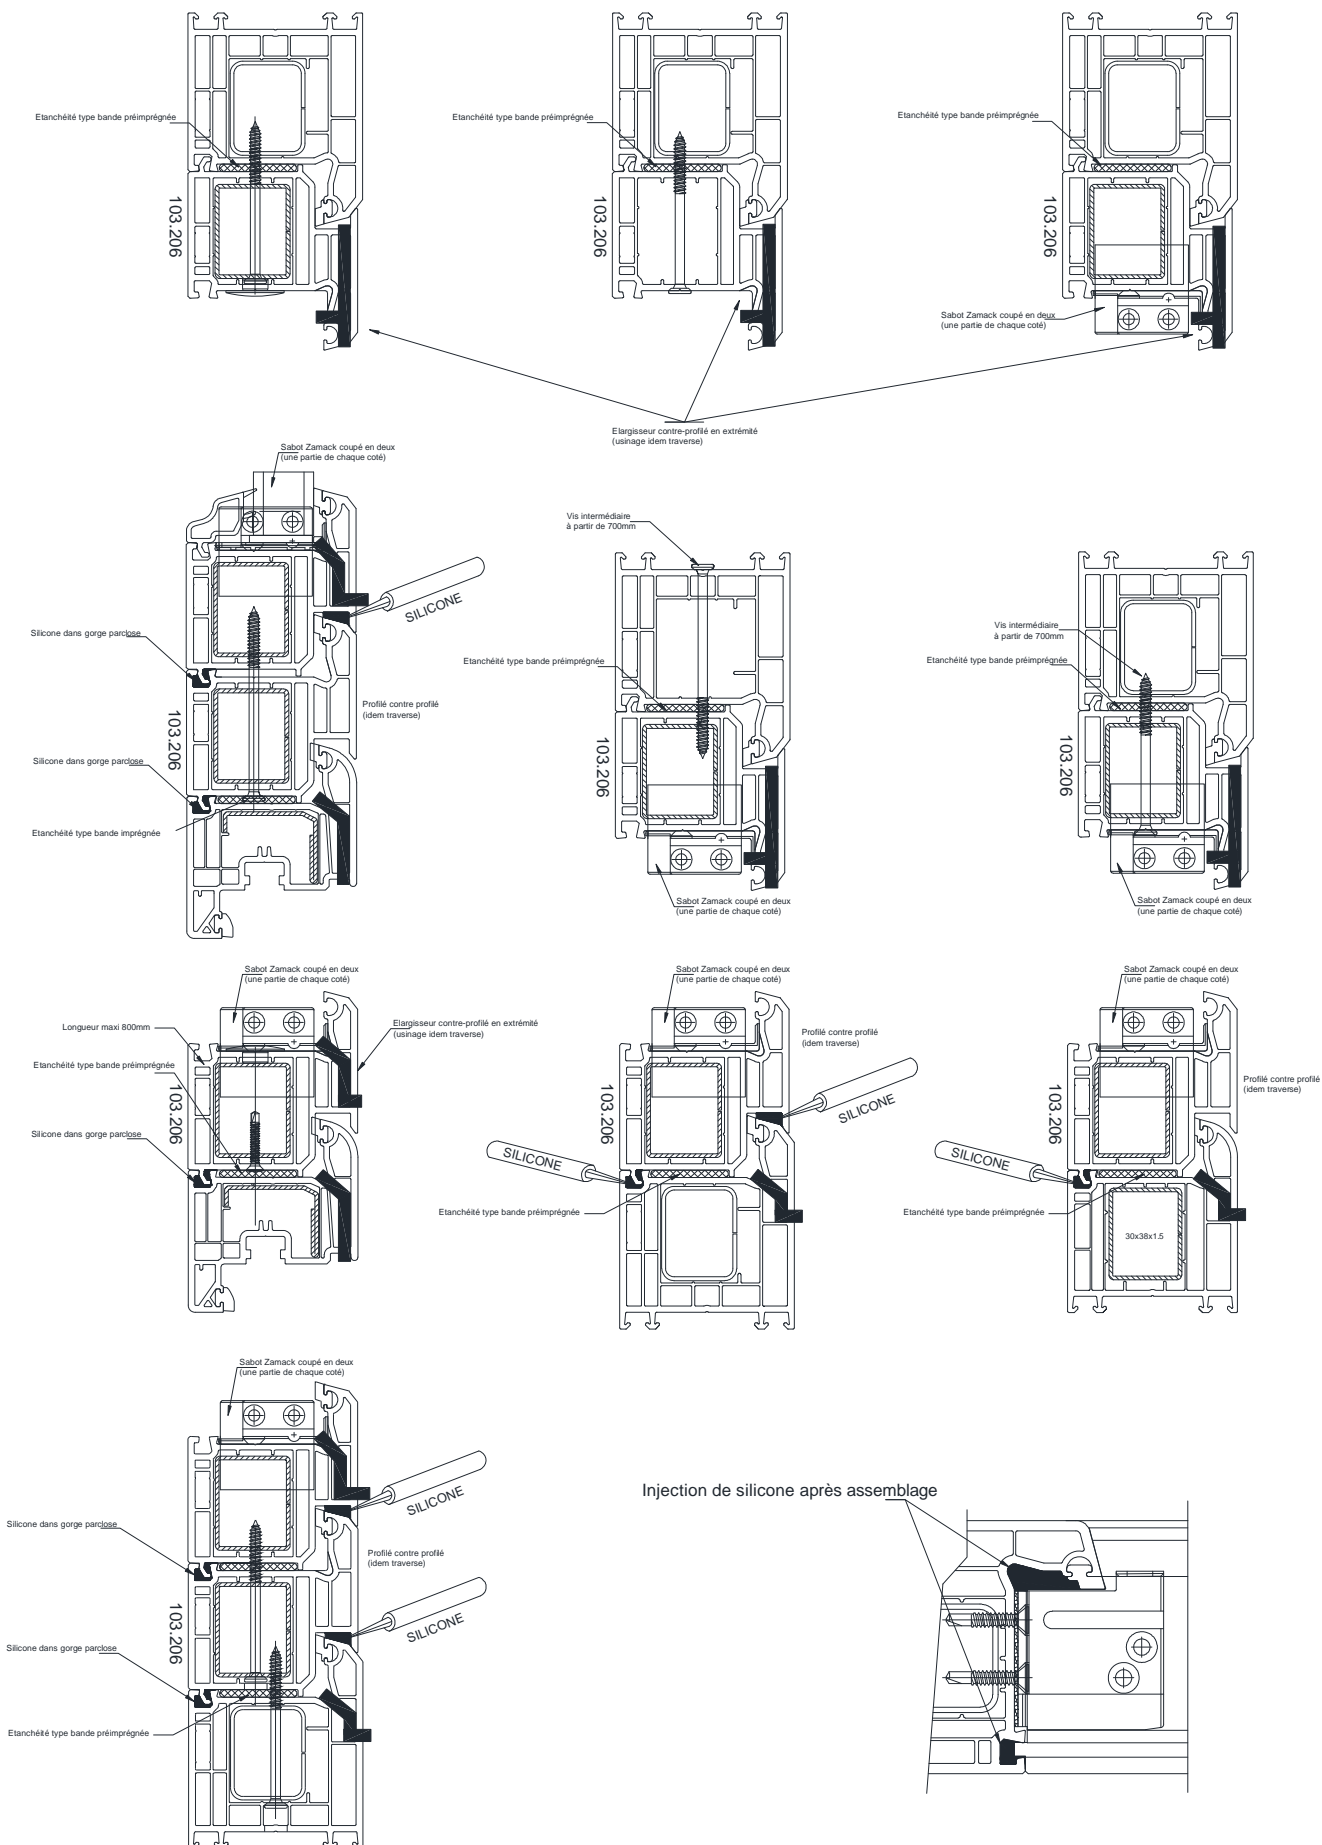 Etanchéité type bande préimprégnée
103.206
Etanchéité type bande préimprégnée
103.206
Etanchéité type bande préimprégnée
103.206
Sabot Zamack coupé en deux
(une partie de chaque coté)
Elargisseur contre-profilé en extrémité
(usinage idem traverse)
Sabot Zamack coupé en deux
(une partie de chaque coté)
SILICONE
Silicone dans gorge parclose
Profilé contre profilé
(idem traverse)
103.206
Silicone dans gorge parclose
Etanchéité type bande imprégnée
Vis intermédiaire
à partir de 700mm
Etanchéité type bande préimprégnée
103.206
Sabot Zamack coupé en deux
(une partie de chaque coté)
Vis intermédiaire
à partir de 700mm
Etanchéité type bande préimprégnée
103.206
Sabot Zamack coupé en deux
(une partie de chaque coté)
Sabot Zamack coupé en deux
(une partie de chaque coté)
Longueur maxi 800mm
Elargisseur contre-profilé en extrémité
(usinage idem traverse)
Etanchéité type bande préimprégnée
103.206
Silicone dans gorge parclose
Sabot Zamack coupé en deux
(une partie de chaque coté)
Profilé contre profilé
(idem traverse)
103.206
SILICONE
SILICONE
Etanchéité type bande préimprégnée
Sabot Zamack coupé en deux
(une partie de chaque coté)
Profilé contre profilé
(idem traverse)
103.206
SILICONE
Etanchéité type bande préimprégnée
30x38x1.5
Sabot Zamack coupé en deux
(une partie de chaque coté)
SILICONE
Silicone dans gorge parclose
Profilé contre profilé
(idem traverse)
103.206
SILICONE
Silicone dans gorge parclose
Etanchéité type bande préimprégnée
Injection de silicone après assemblage